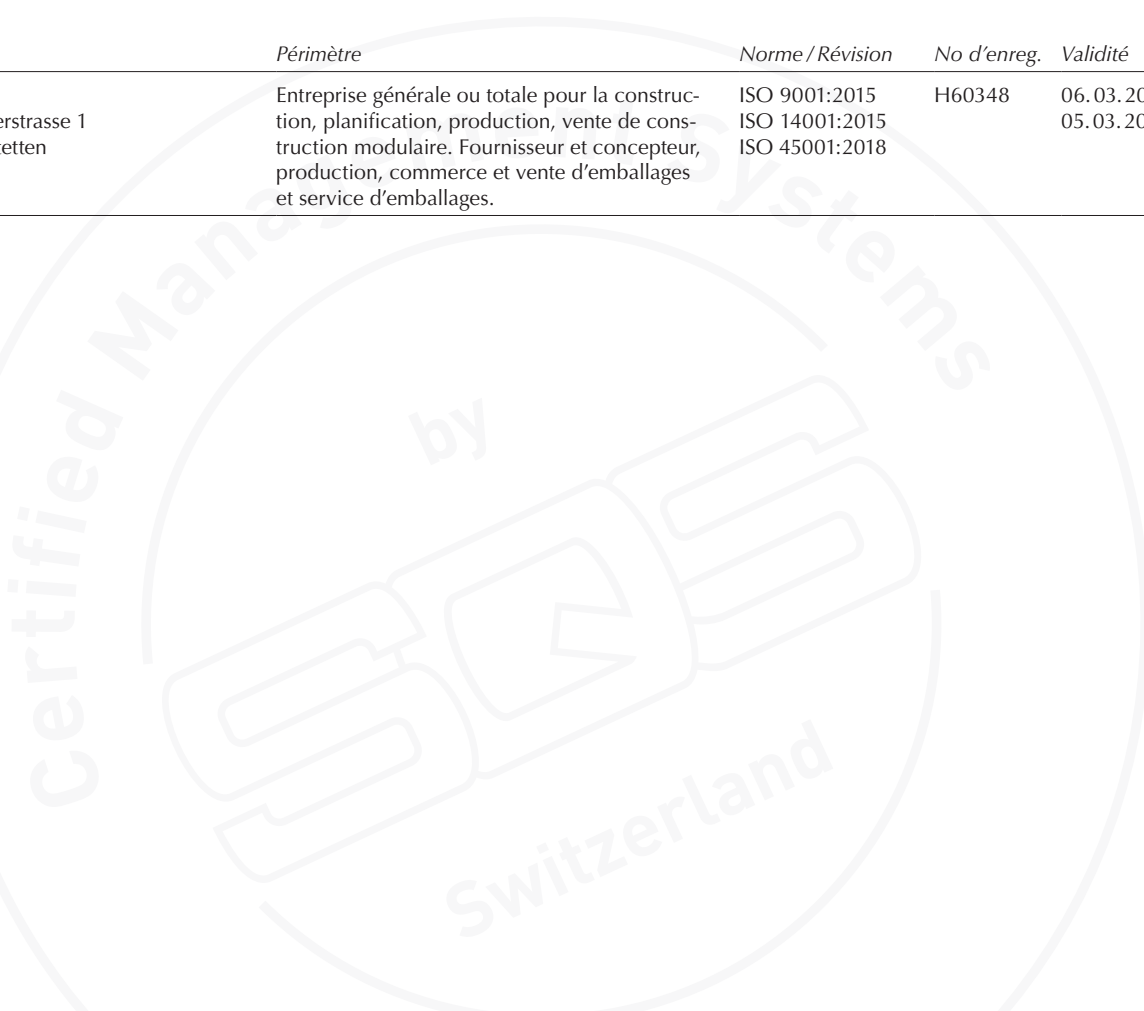 Périmètre Norme / Révision No d'enreg. Validité
Entreprise générale ou totale pour la construc- ISO 9001:2015 H60348 06.03.20
erstrasse 1 tion, planification, production, vente de cons- ISO 14001:2015 05.03.20
etten truction modulaire. Fournisseur et concepteur, ISO 45001:2018
production, commerce et vente d'emballages
et service d'emballages.
Certified Management Systems
by
SQS
Switzerland